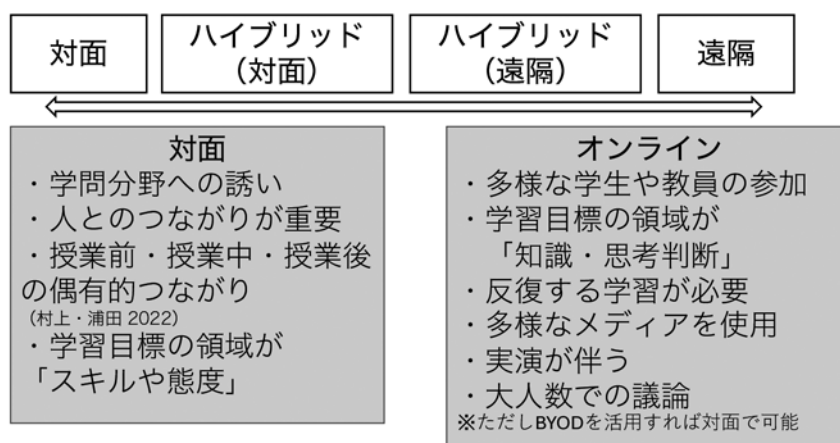 対面
ハイブリッド
（対面）
ハイブリッド
（遠隔）
遠隔
対面
・学問分野への誘い
・人とのつながりが重要
・授業前・授業中・授業後
の偶有的つながり
（村上・浦田 2022）
・学習目標の領域が
「スキルや態度」
オンライン
・多様な学生や教員の参加
・学習目標の領域が
「知識・思考判断」
・反復する学習が必要
・多様なメディアを使用
・実演が伴う
・大人数での議論
※ただしBYODを活用すれば対面で可能